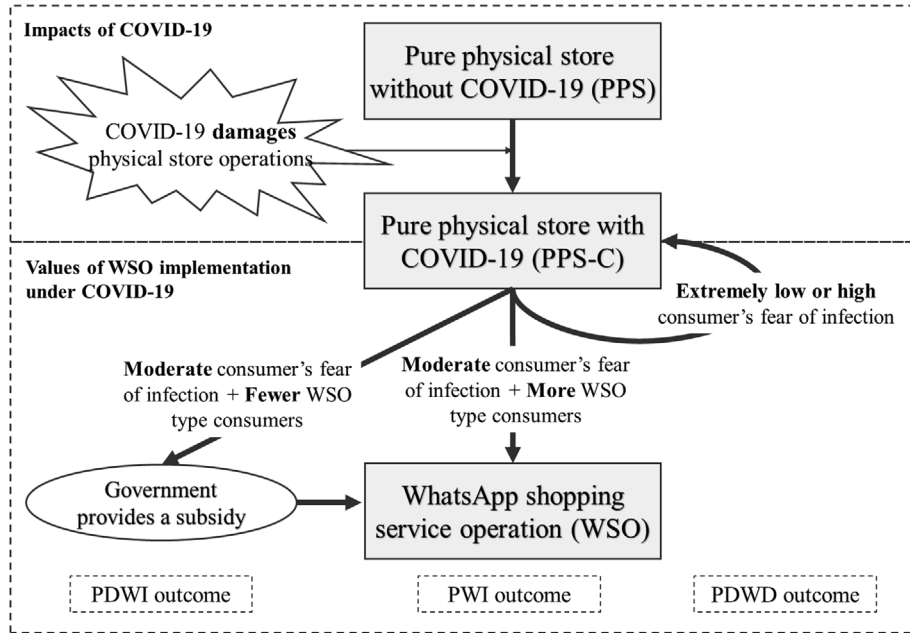 Impacts of COVID-19
Pure physical store
without COVID-19 (PPS)
COVID-19 damages
physical store operations
Pure physical store with
COVID-19 (PPS-C)
Values of WSO implementation
under COVID-19
Extremely low or high
consumer’s fear of infection
Moderate consumer’s fear
of infection + Fewer WSO
type consumers
Moderate consumer’s fear
of infection + More WSO
type consumers
Government
provides a subsidy
WhatsApp shopping
service operation (WSO)
PDWI outcome
PWI outcome
PDWD outcome